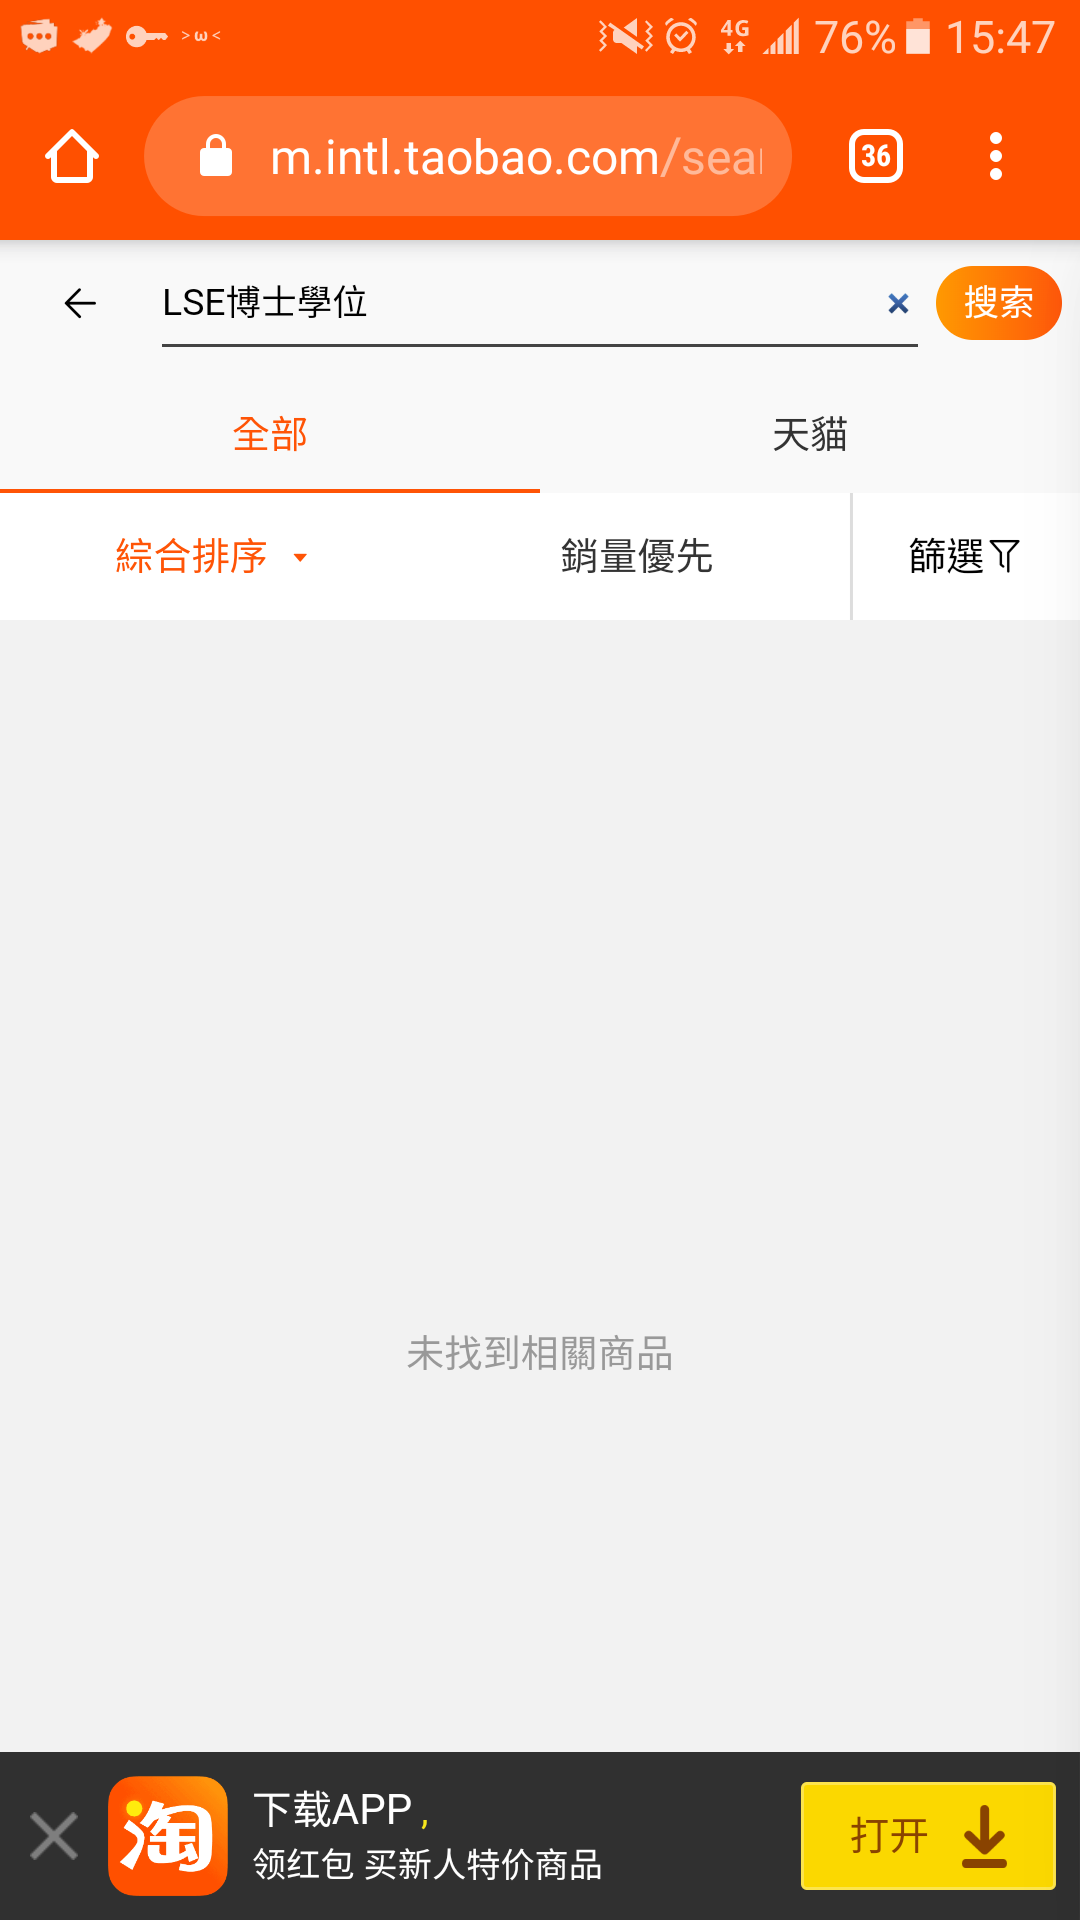 >ω< 4G 76% 15:47
m.intl.taobao.com/sea
36
LSE博士學位 × 搜索
全部 天貓
綜合排序 銷量優先 篩選
未找到相關商品
淘
下载APP，
领红包 买新人特价商品
打开